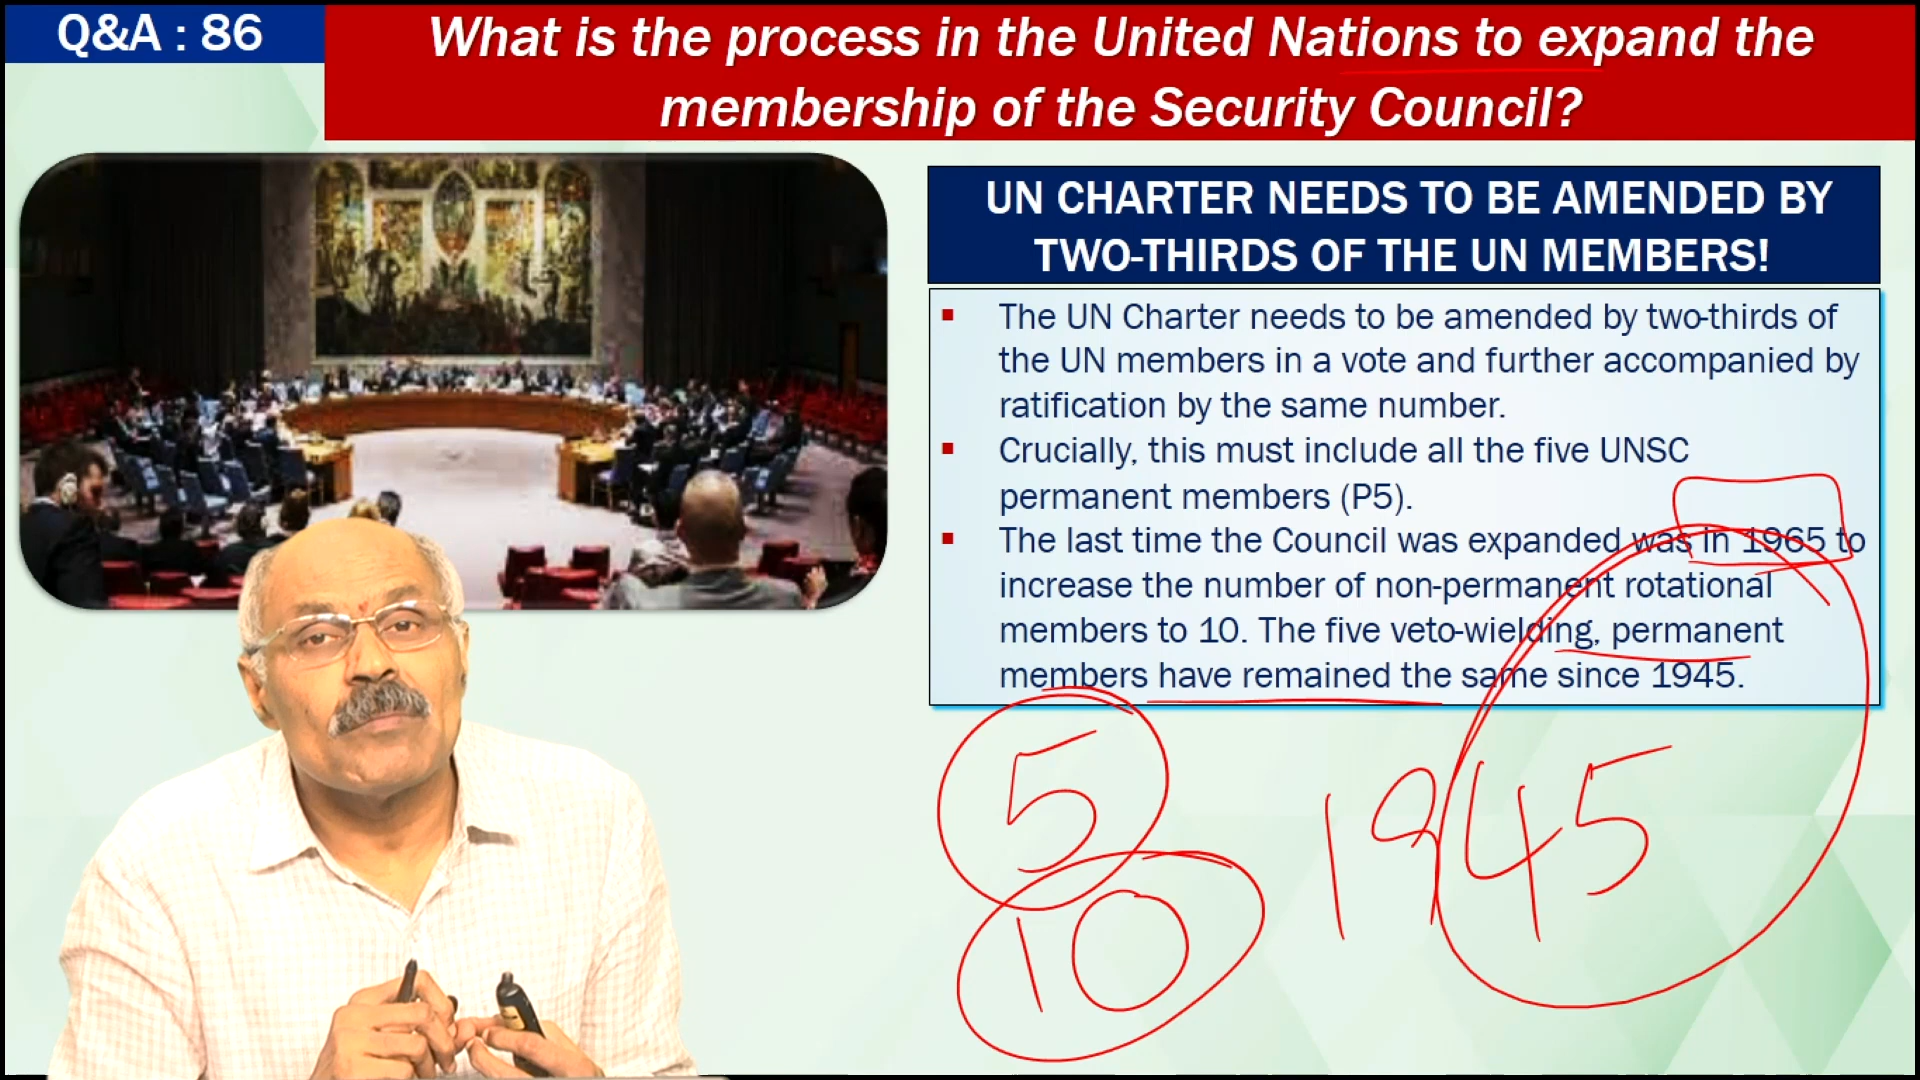 Q&A : 86
What is the process in the United Nations to expand the
membership of the Security Council?
UN CHARTER NEEDS TO BE AMENDED BY
TWO-THIRDS OF THE UN MEMBERS!
The UN Charter needs to be amended by two-thirds of
the UN members in a vote and further accompanied by
ratification by the same number.
Crucially, this must include all the five UNSC
permanent members (P5).
The last time the Council was expanded was in 1965 to
increase the number of non-permanent rotational
members to 10. The five veto-wielding, permanent
members have remained the same since 1945.
5
1945
10